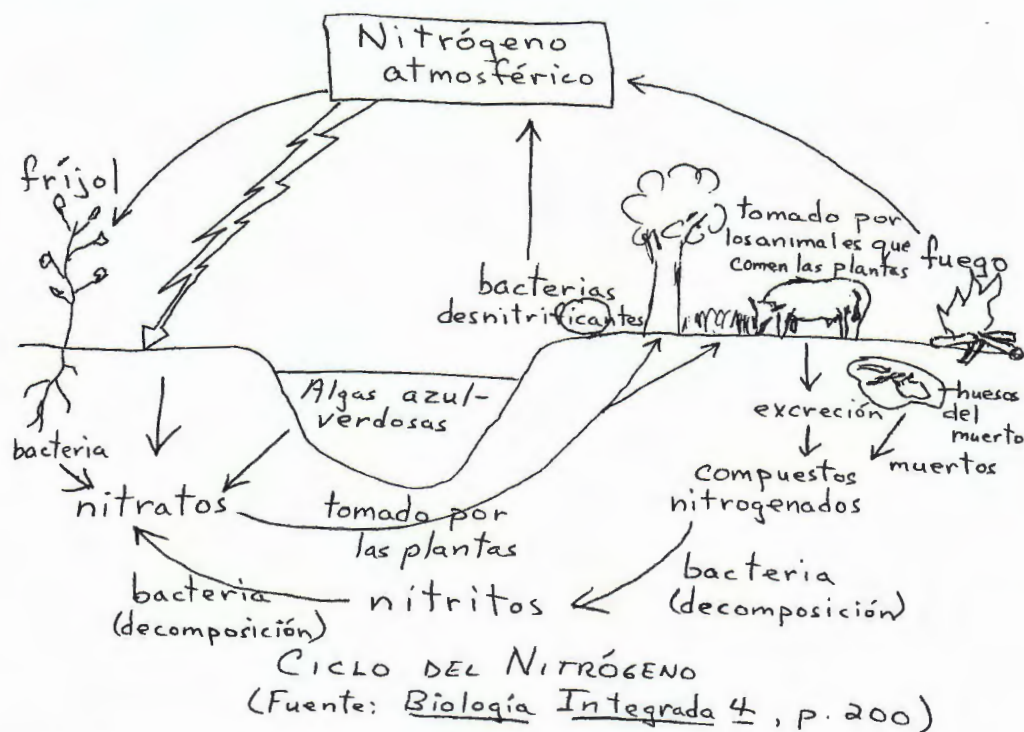 Nitrógeno
atmosférico
fríjol
tomado por
los animales que
comen las plantas
fuego
bacterias
desnitrificantes
Algas azul-
verdosas
excreción
huesos
del
muerto
muertos
bacteria
nitratos
tomado por
las plantas
compuestos
nitrogenados
bacteria
(decomposición)
nitritos
bacteria
(decomposición)
CICLO DEL NITRÓGENO
(Fuente: Biología Integrada 4, p. 200)